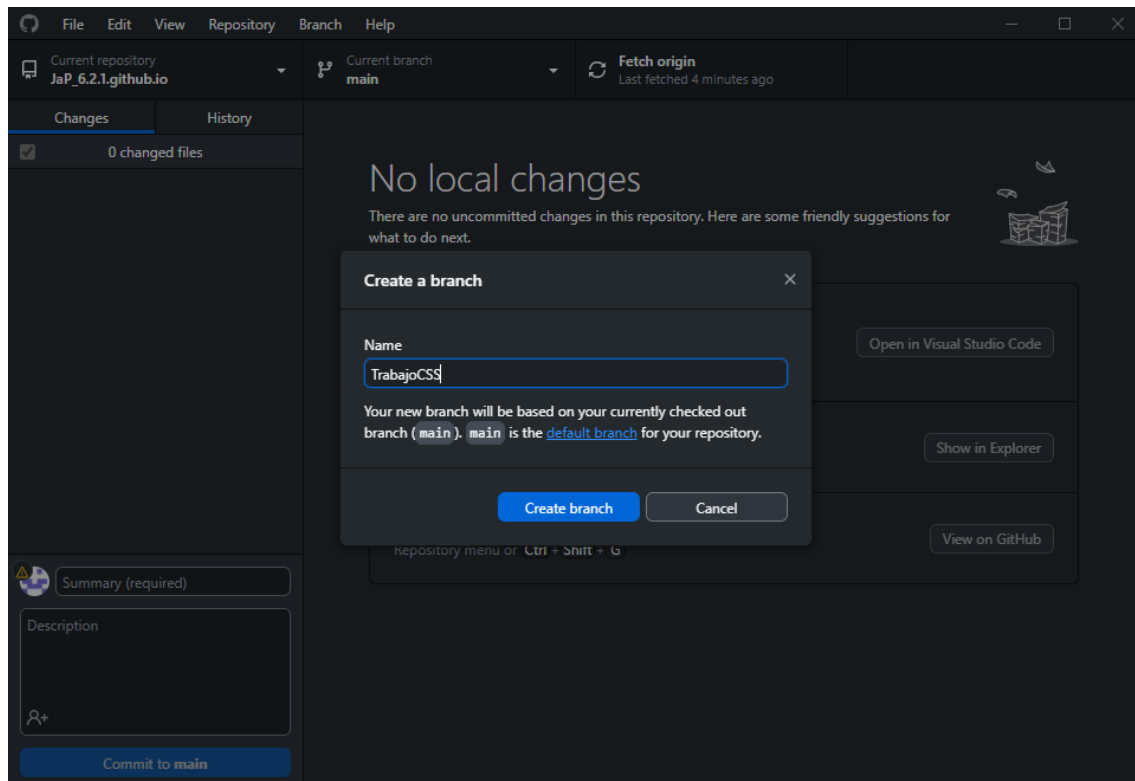 File Edit View Repository Branch Help
Current repository
JaP_6.2.1.github.io
Current branch
main
Fetch origin
Last fetched 4 minutes ago
Changes History
0 changed files
No local changes
There are no uncommitted changes in this repository. Here are some friendly suggestions for
what to do next.
Create a branch
Name
TrabajoCSS
Your new branch will be based on your currently checked out
branch (main). main is the default branch for your repository.
Create branch Cancel
Open in Visual Studio Code
Show in Explorer
View on GitHub
Repository menu or Ctrl + Shift + G
Summary (required)
Description
Commit to main